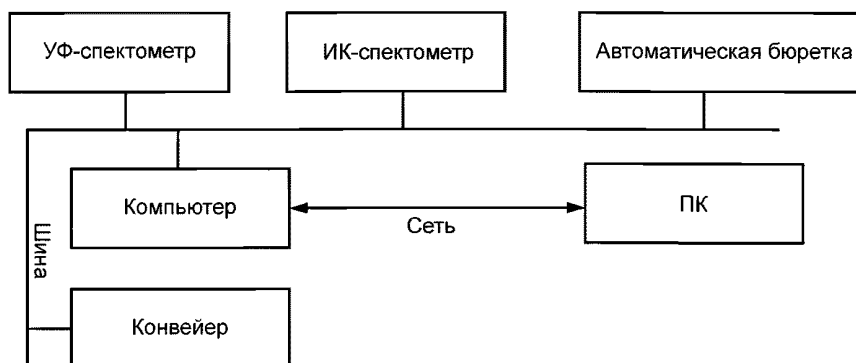 УФ-спектометр
ИК-спектометр
Автоматическая бюретка
Компьютер
Сеть
ПК
Шина
Конвейер